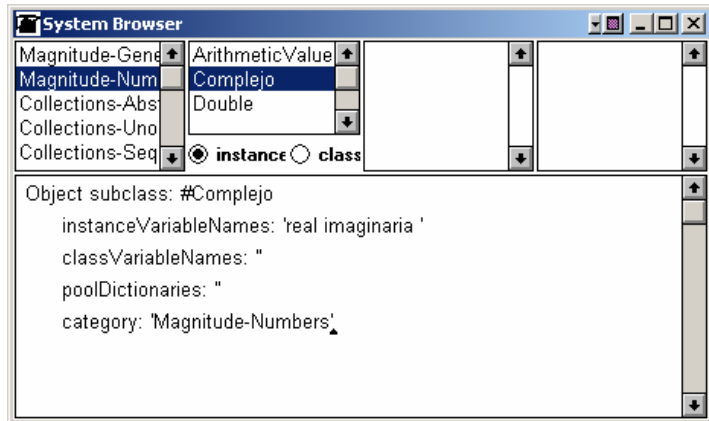 System Browser
Magnitude-Gene
Magnitude-Num
Collections-Abs
Collections-Uno
Collections-Seq
ArithmeticValue
Complejo
Double
instance class
Object subclass: #Complejo
instanceVariableNames: 'real imaginaria '
classVariableNames: ''
poolDictionaries: ''
category: 'Magnitude-Numbers'